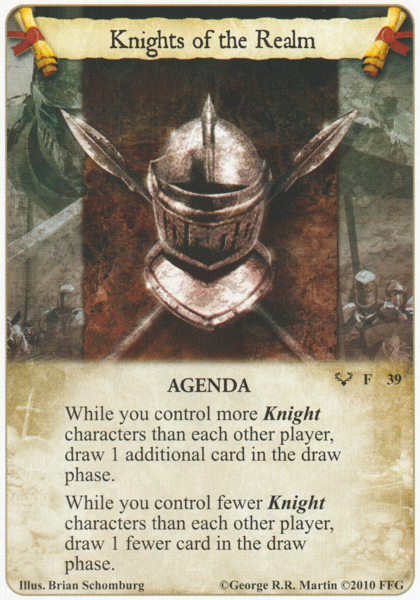 Knights of the Realm
F 39
AGENDA
While you control more Knight
characters than each other player,
draw 1 additional card in the draw
phase.
While you control fewer Knight
characters than each other player,
draw 1 fewer card in the draw
phase.
Illus. Brian Schomburg ©George R.R. Martin ©2010 FFG